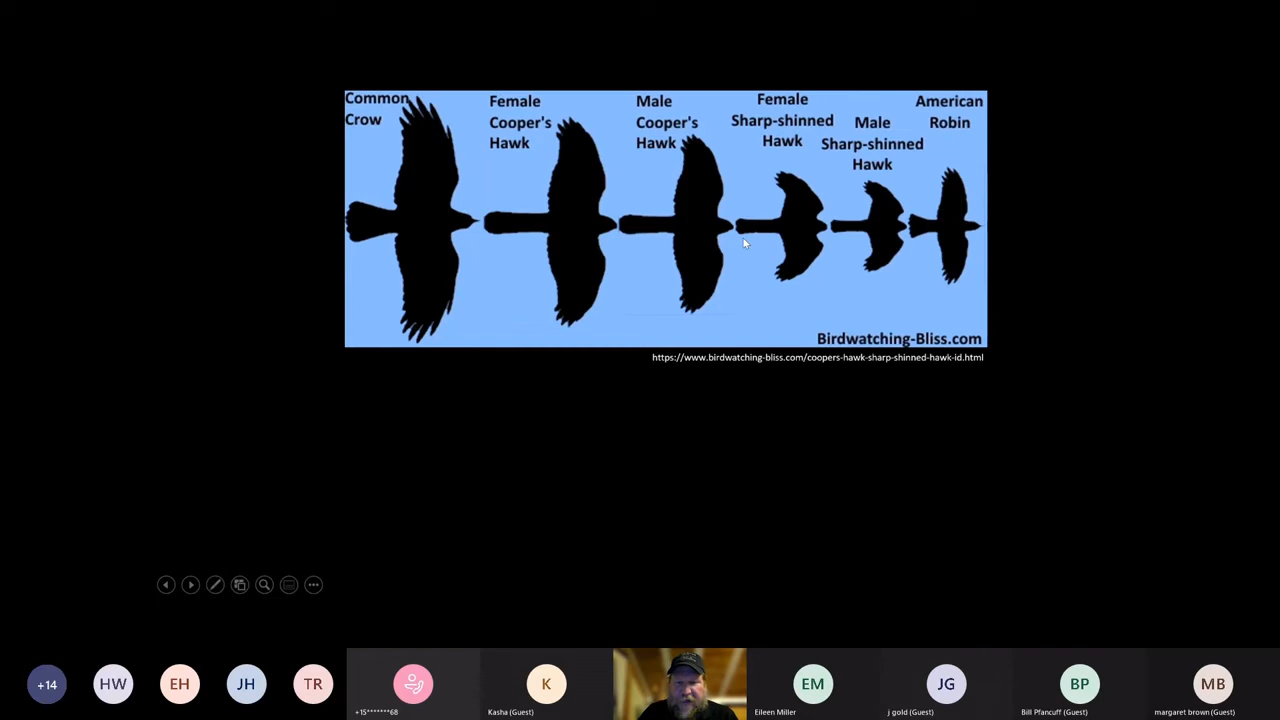 Common
Crow
Female
Cooper's
Hawk
Male
Cooper's
Hawk
Female
Sharp-shinned
Hawk
Male
Sharp-shinned
Hawk
American
Robin
Birdwatching-Bliss.com
https://www.birdwatching-bliss.com/coopers-hawk-sharp-shinned-hawk-id.html
+14
HW
EH
JH
TR
+15*******68
K
Kasha (Guest)
EM
Eileen Miller
JG
j gold (Guest)
BP
Bill Pfancuff (Guest)
MB
margaret brown (Guest)